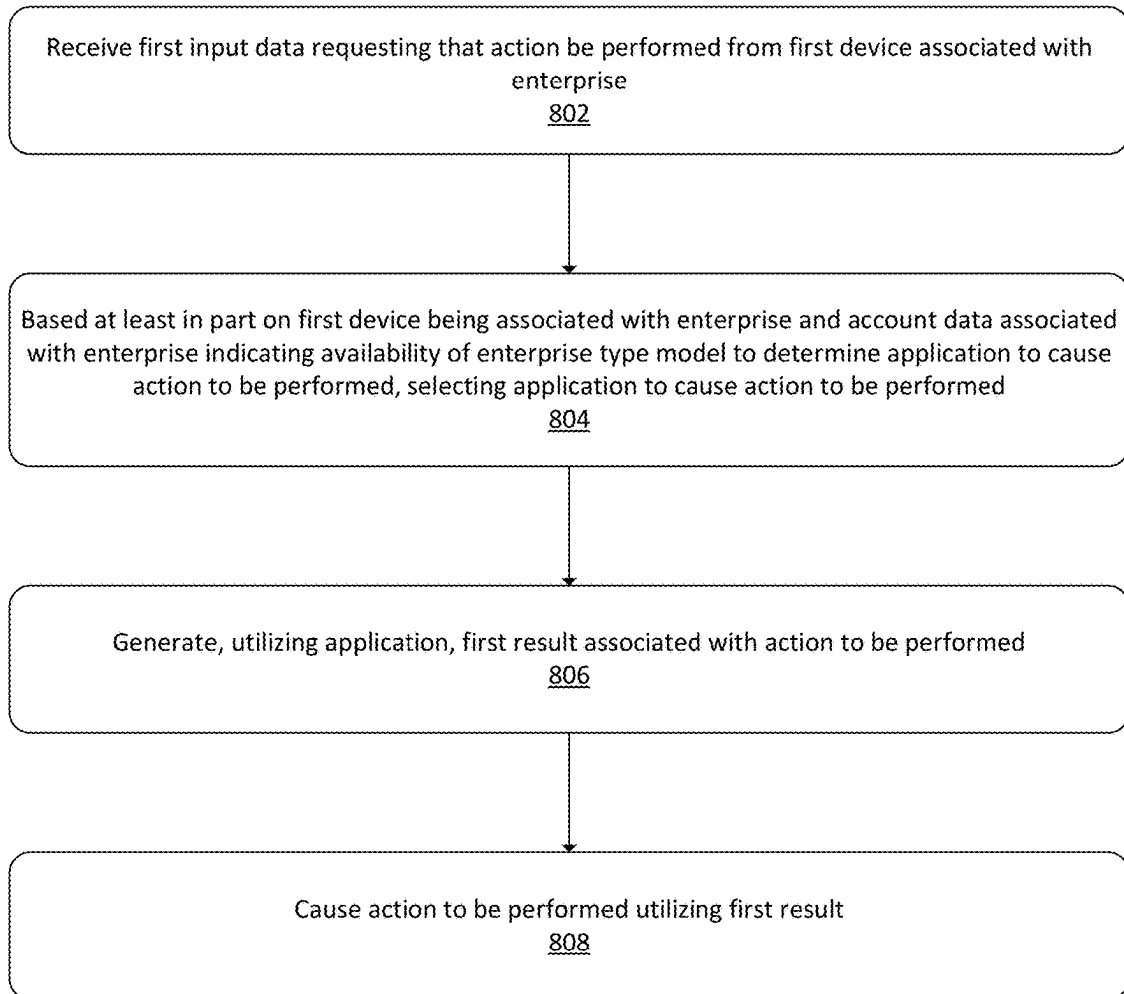 Receive first input data requesting that action be performed from first device associated with
enterprise
802
Based at least in part on first device being associated with enterprise and account data associated
with enterprise indicating availability of enterprise type model to determine application to cause
action to be performed, selecting application to cause action to be performed
804
Generate, utilizing application, first result associated with action to be performed
806
Cause action to be performed utilizing first result
808